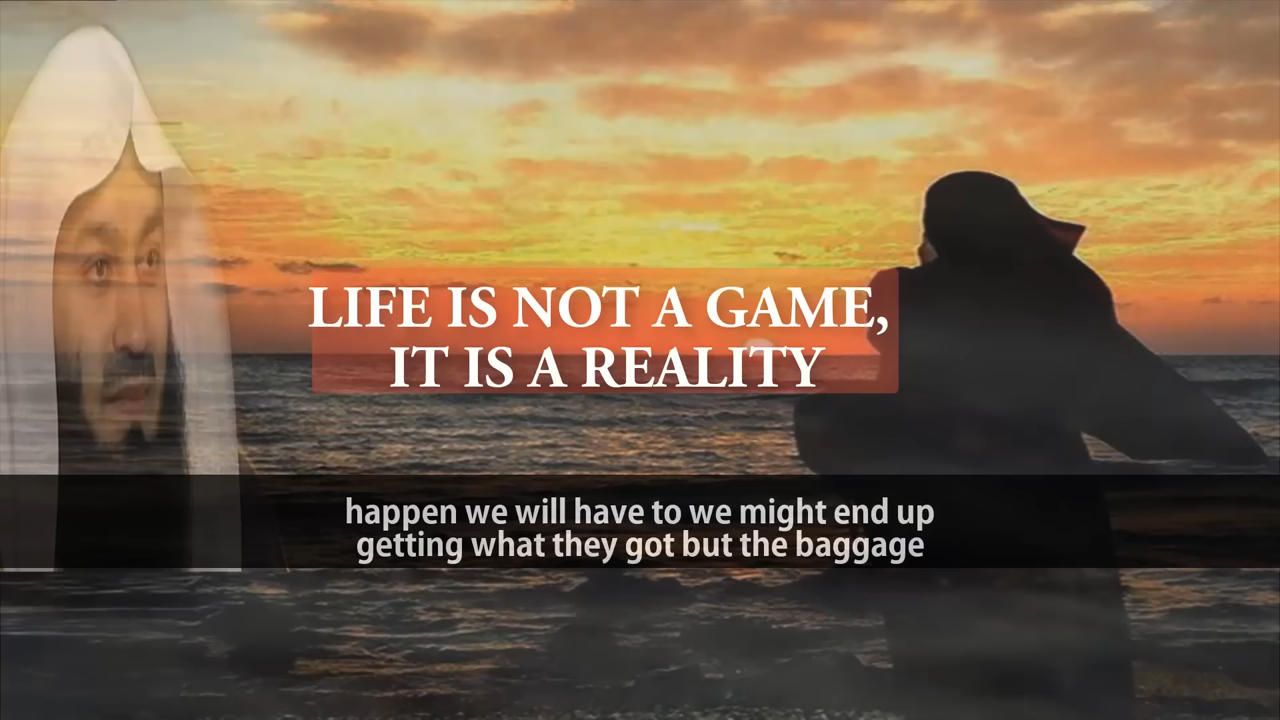 LIFE IS NOT A GAME,
IT IS A REALITY
happen we will have to we might end up
getting what they got but the baggage